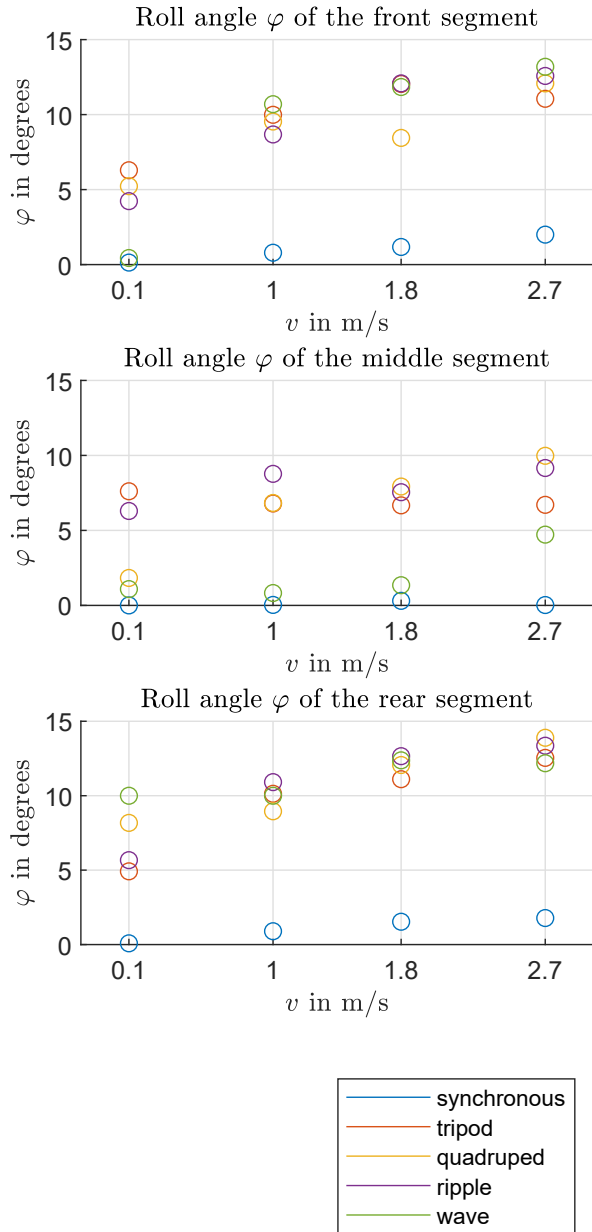 Roll angle φ of the front segment
15
10
5
0
φ in degrees
0.1 1 1.8 2.7
v in m/s
Roll angle φ of the middle segment
15
10
5
0
φ in degrees
0.1 1 1.8 2.7
v in m/s
Roll angle φ of the rear segment
15
10
5
0
φ in degrees
0.1 1 1.8 2.7
v in m/s
synchronous
tripod
quadruped
ripple
wave